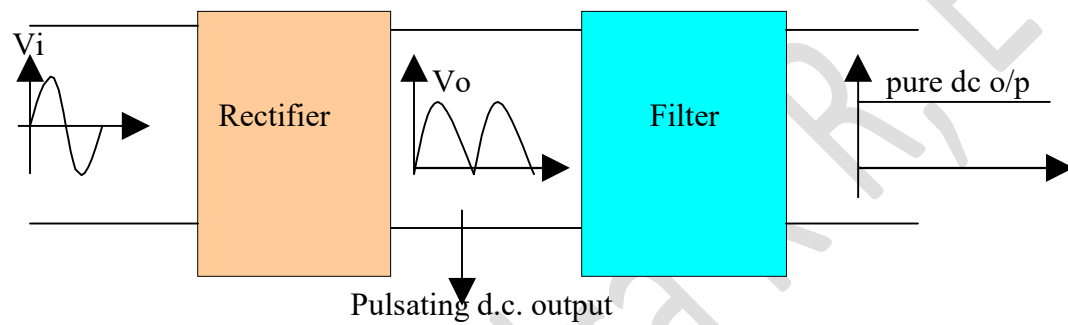 Vi
Rectifier
Vo
Filter
pure dc o/p
Pulsating d.c. output